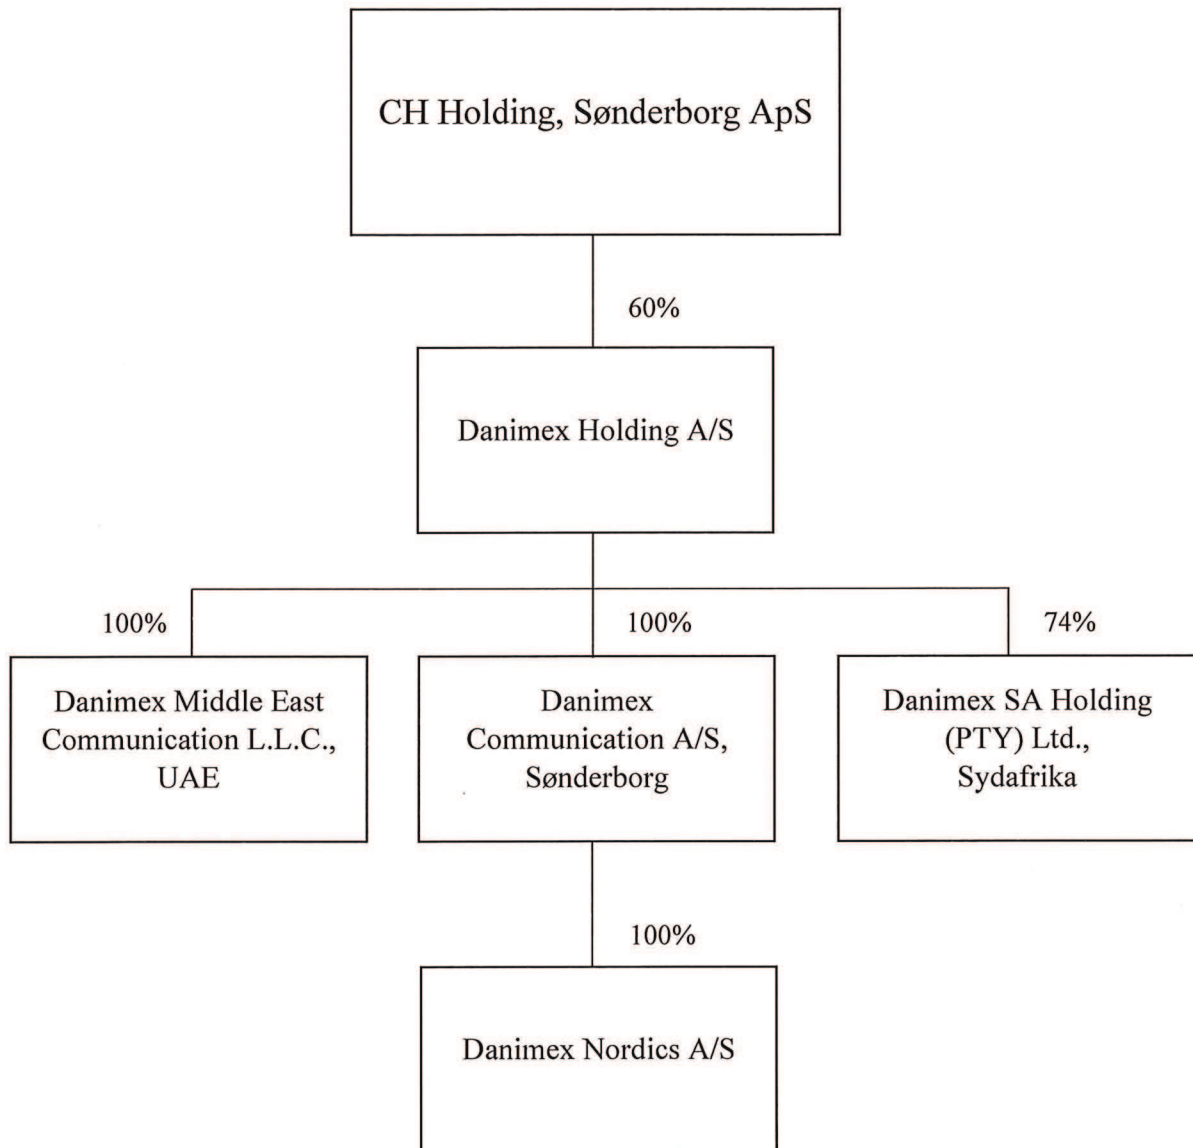 CH Holding, Sønderborg ApS
60%
Danimex Holding A/S
100%
100%
74%
Danimex Middle East
Communication L.L.C.,
UAE
Danimex
Communication A/S,
Sønderborg
Danimex SA Holding
(PTY) Ltd.,
Sydafrika
100%
Danimex Nordics A/S